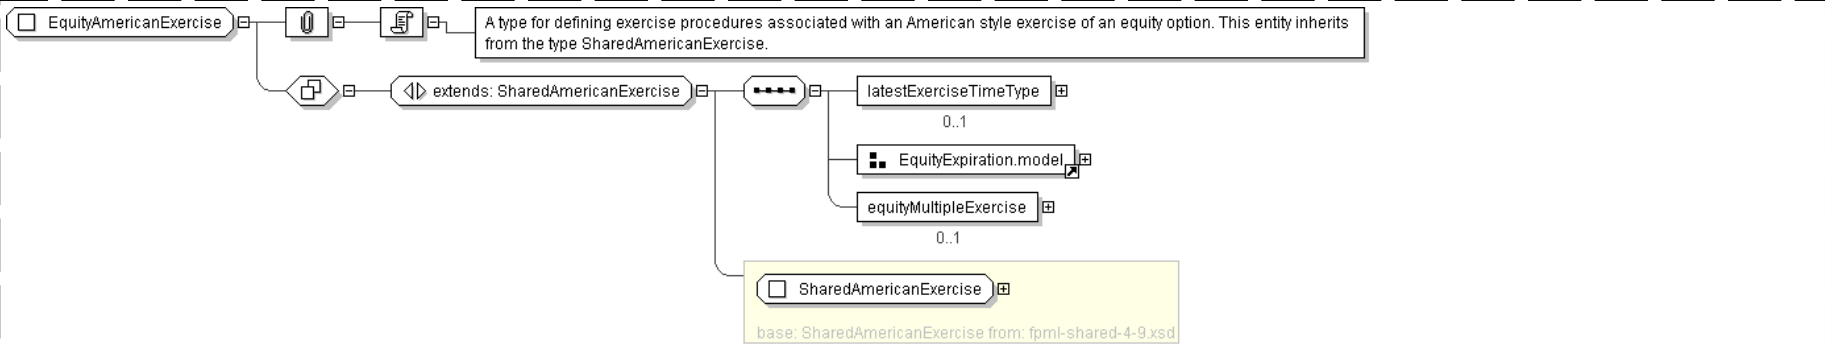 EquityAmericanExercise
A type for defining exercise procedures associated with an American style exercise of an equity option. This entity inherits
from the type SharedAmericanExercise.
extends: SharedAmericanExercise
latestExerciseTimeType
0..1
EquityExpiration.model
equityMultipleExercise
0..1
SharedAmericanExercise
base: SharedAmericanExercise from: fpml-shared-4-9.xsd